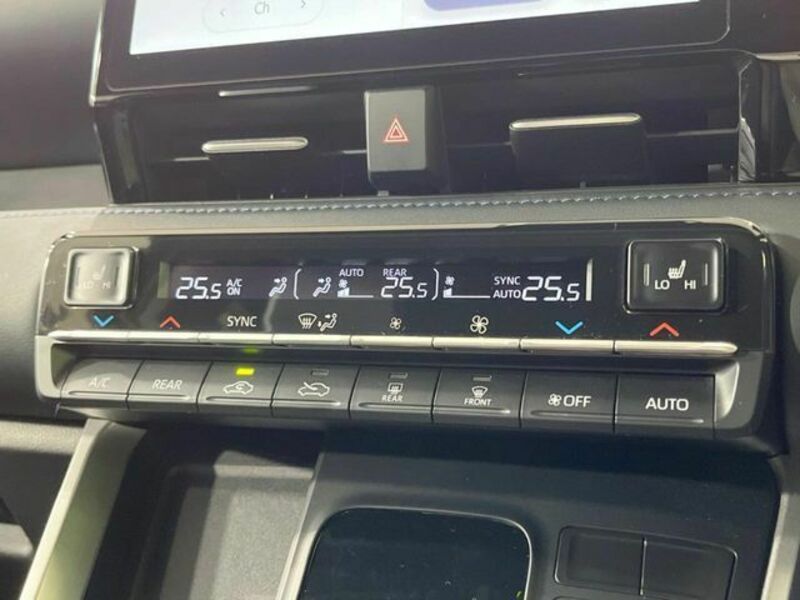 Ch
LO HI
25.5 A/C ON
AUTO REAR 25.5
SYNC AUTO 25.5
LO HI
SYNC
A/C
REAR
REAR
FRONT
OFF
AUTO